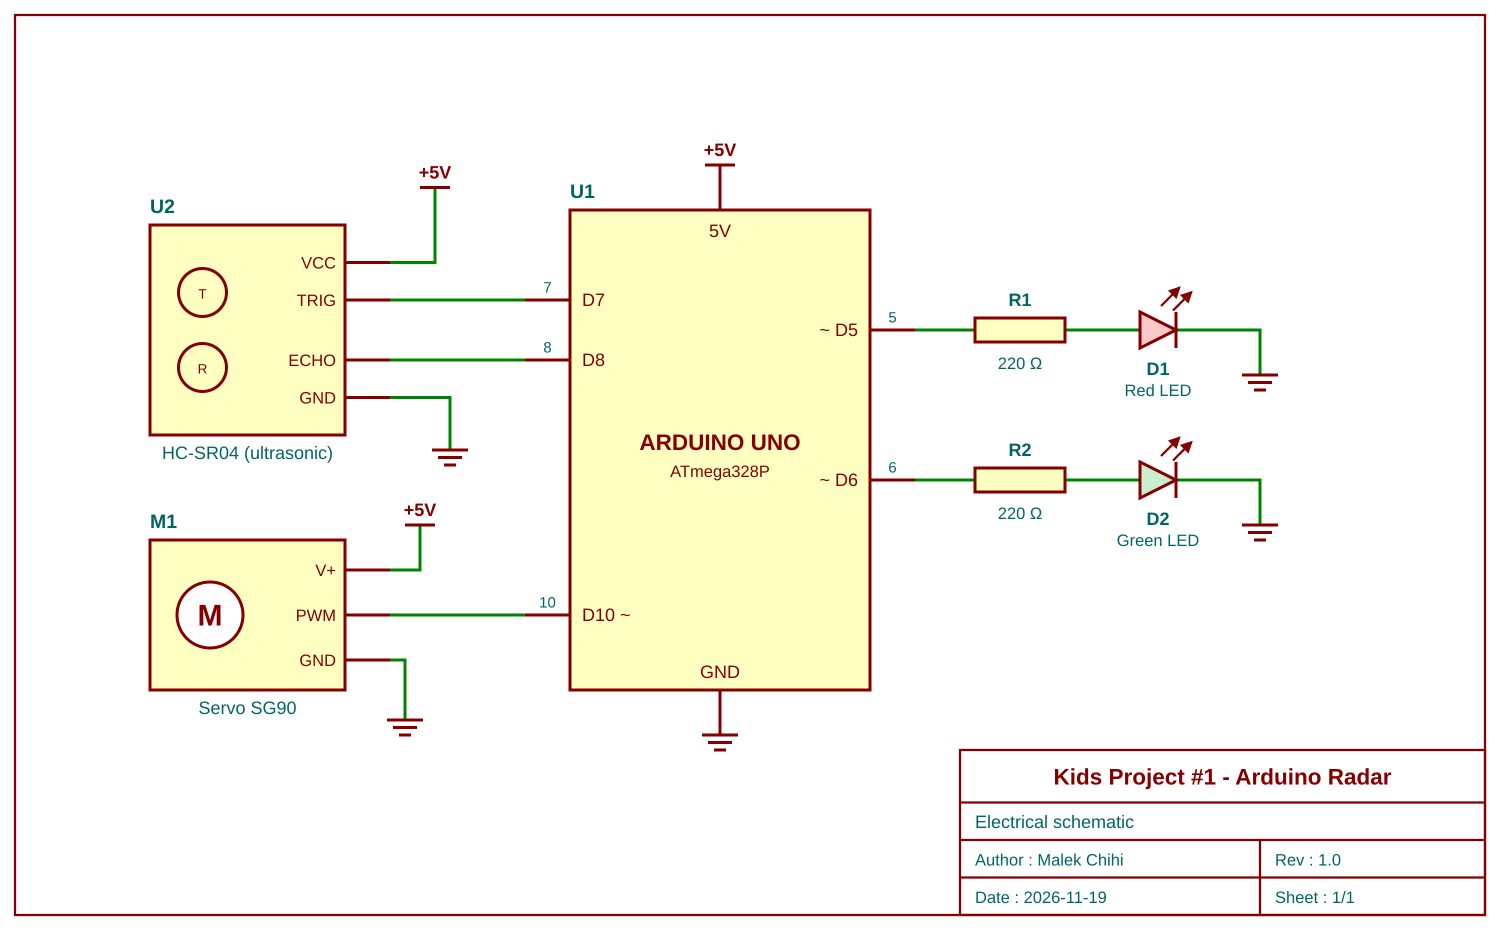 +5V
U2
VCC
TRIG
ECHO
GND
T
R
HC-SR04 (ultrasonic)
M1
+5V
V+
PWM
GND
M
Servo SG90
+5V
U1
5V
7
D7
8
D8
ARDUINO UNO
ATmega328P
10
D10 ~
GND
~ D5
5
~ D6
6
R1
220 Ω
D1
Red LED
R2
220 Ω
D2
Green LED
Kids Project #1 - Arduino Radar
Electrical schematic
Author : Malek Chihi
Rev : 1.0
Date : 2026-11-19
Sheet : 1/1